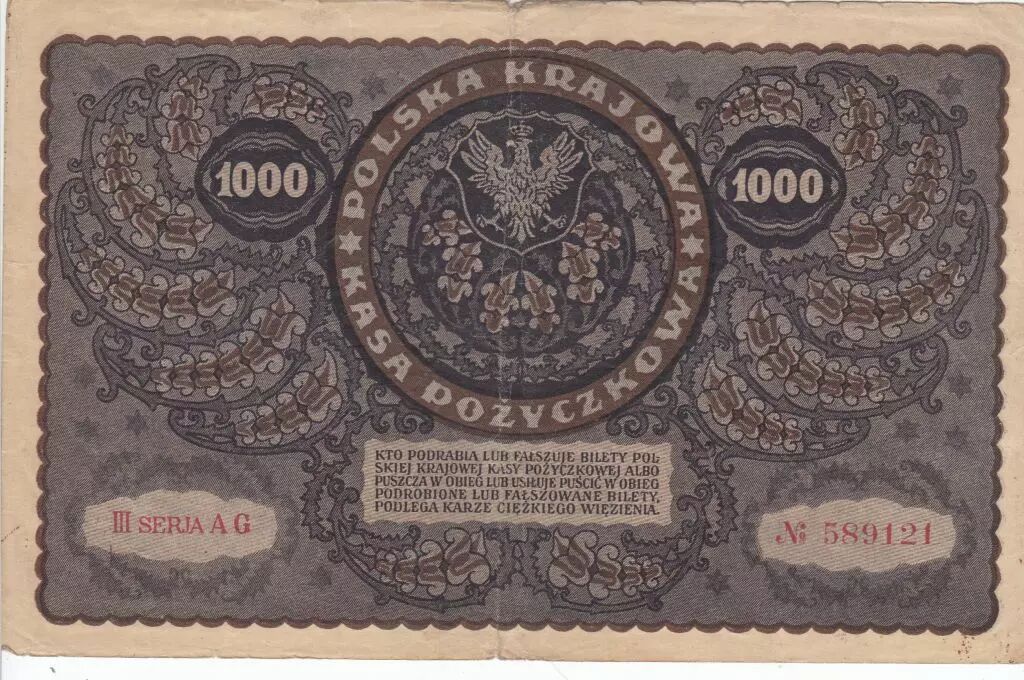 POLSKA KRAJOWA
KASA POŻYCZKOWA
1000
1000
KTO PODRABIA LUB FAŁSZUJE BILETY POL
SKIEJ KRAJOWEJ KASY POŻYCZKOWEJ ALBO
PUSZCZA W OBIEG LUB USIŁUJE PUŚCIĆ W OBIEG
PODROBIONE LUB FAŁSZOWANE BILETY,
PODLEGA KARZE CIĘŻKIEGO WIĘZIENIA.
III SERJA A G
№ 589121